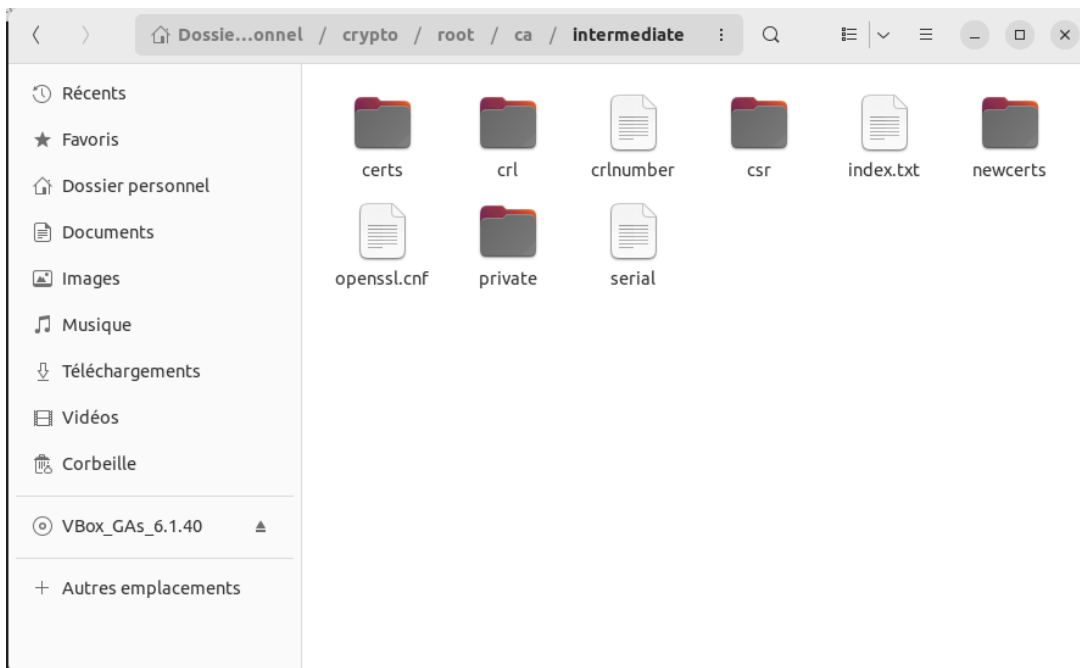 Dossie...onnel / crypto / root / ca / intermediate
Récents
Favoris
Dossier personnel
Documents
Images
Musique
Téléchargements
Vidéos
Corbeille
VBox_GAs_6.1.40
+ Autres emplacements
certs crl crlnumber csr index.txt newcerts
openssl.cnf private serial